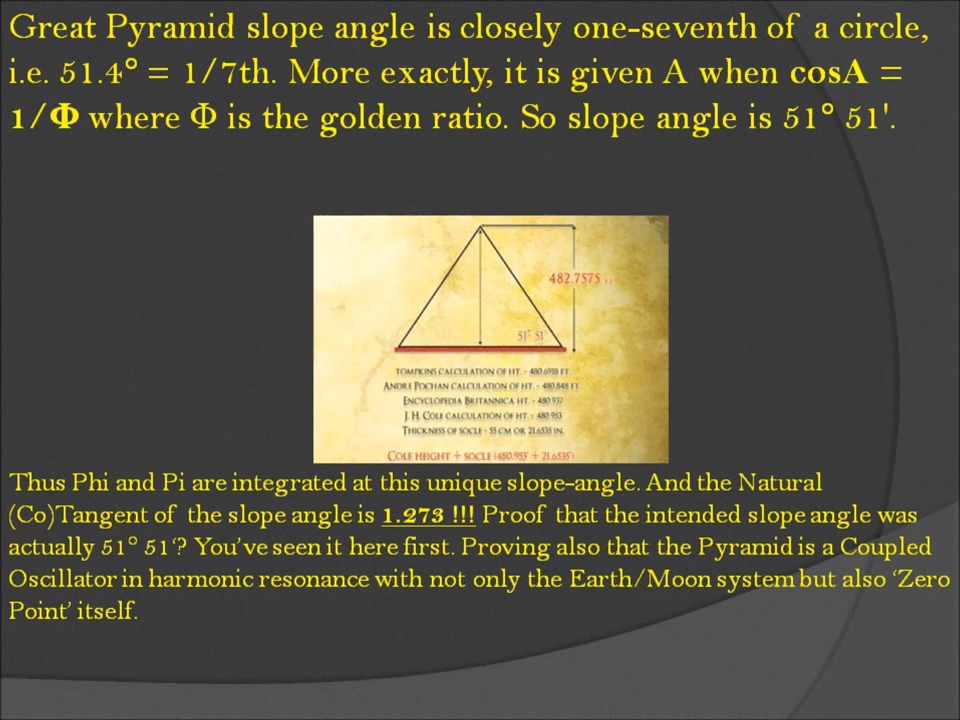 Great Pyramid slope angle is closely one-seventh of a circle,
i.e. 51.4° = 1/7th. More exactly, it is given A when cosA =
1/Φ where Φ is the golden ratio. So slope angle is 51° 51'.
482.7575 FT.
51° 51'
TOMPKINS CALCULATION OF HT. - 480.6918 FT
ANDRE POCHAN CALCULATION OF HT. - 480.848 FT
ENCYCLOPEDIA BRITANNICA HT. - 480.937
J. H. COLE CALCULATION OF HT. - 480.953
THICKNESS OF SOCLE - 55 CM OR 21.6535 IN.
COLE HEIGHT + SOCLE (480.953' + 21.6535")
Thus Phi and Pi are integrated at this unique slope-angle. And the Natural
(Co)Tangent of the slope angle is 1.273 !!! Proof that the intended slope angle was
actually 51° 51‘? You’ve seen it here first. Proving also that the Pyramid is a Coupled
Oscillator in harmonic resonance with not only the Earth/Moon system but also ‘Zero
Point’ itself.